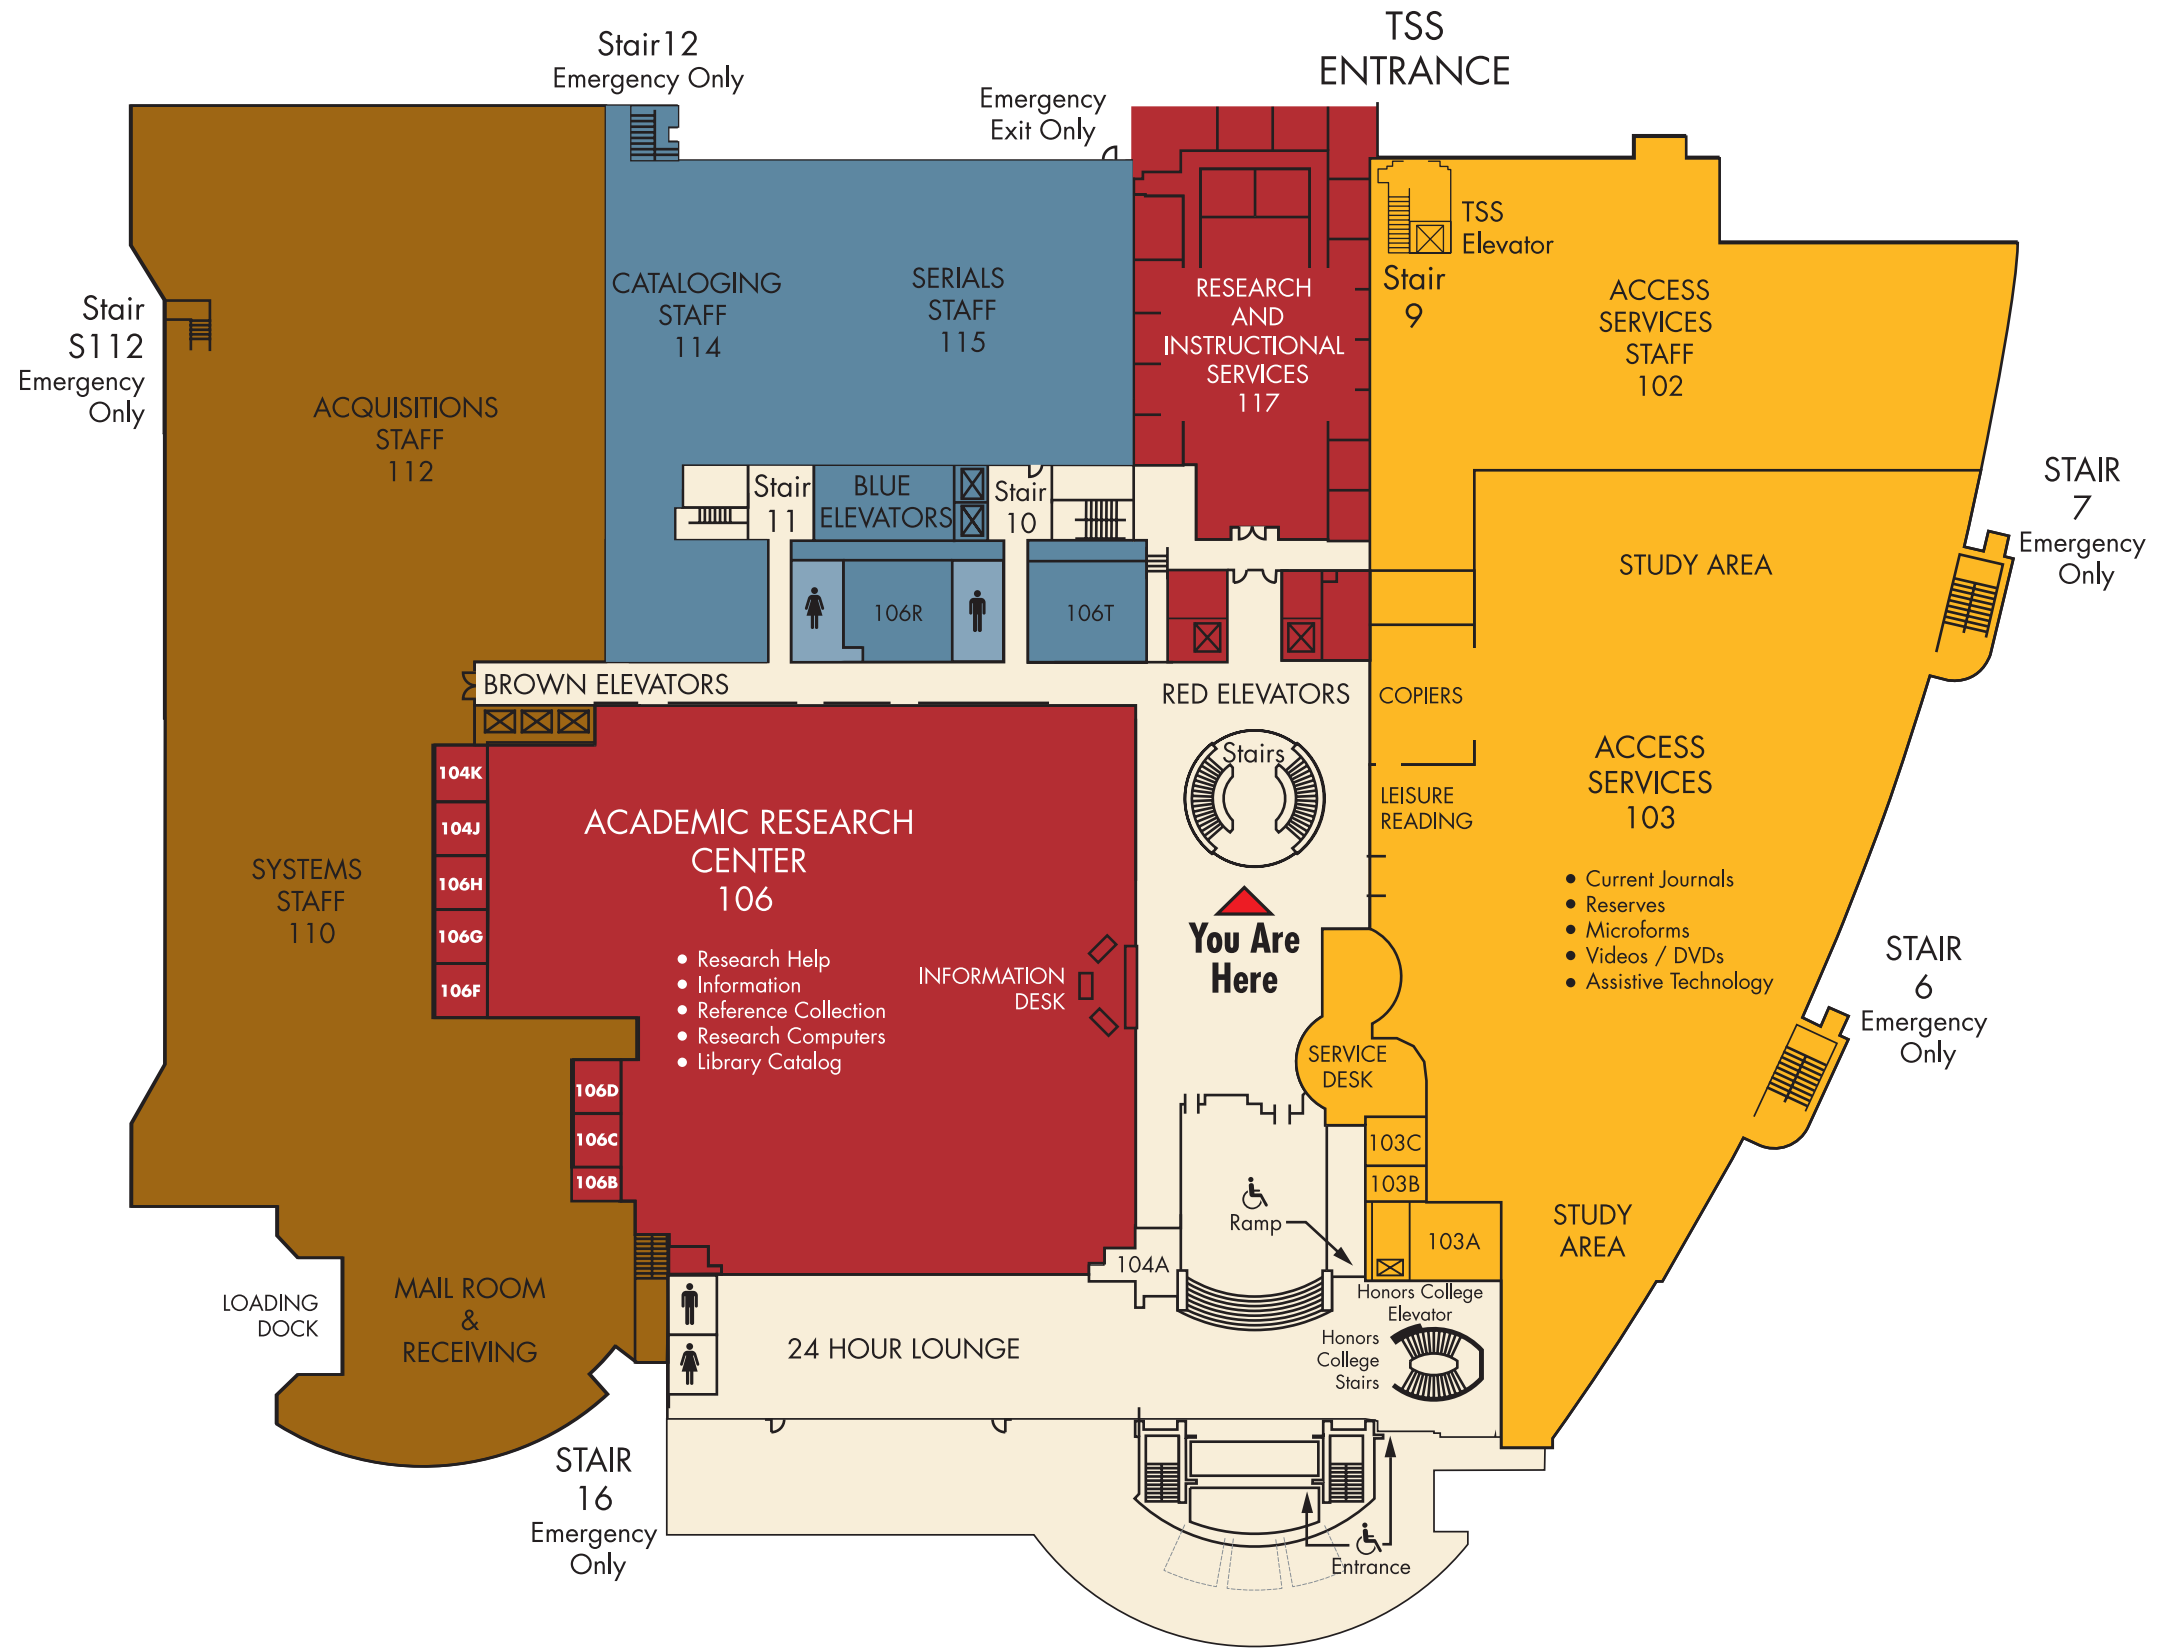 TSS
ENTRANCE
Stair12
Emergency Only
Emergency
Exit Only
TSS
Elevator
Stair
9
CATALOGING
STAFF
114
SERIALS
STAFF
115
RESEARCH
AND
INSTRUCTIONAL
SERVICES
117
ACCESS
SERVICES
STAFF
102
Stair
S112
Emergency
Only
ACQUISITIONS
STAFF
112
Stair
11
BLUE
ELEVATORS
Stair
10
STAIR
7
Emergency
Only
STUDY AREA
106R
106T
BROWN ELEVATORS
RED ELEVATORS
COPIERS
Stairs
ACCESS
SERVICES
103
• Current Journals
• Reserves
• Microforms
• Videos / DVDs
• Assistive Technology
LEISURE
READING
104K
104J
106H
106G
106F
ACADEMIC RESEARCH
CENTER
106
• Research Help
• Information
• Reference Collection
• Research Computers
• Library Catalog
INFORMATION
DESK
SYSTEMS
STAFF
110
You Are
Here
STAIR
6
Emergency
Only
SERVICE
DESK
106D
106C
106B
103C
103B
103A
Ramp
STUDY
AREA
104A
LOADING
DOCK
MAIL ROOM
&
RECEIVING
24 HOUR LOUNGE
Honors College
Elevator
Honors
College
Stairs
STAIR
16
Emergency
Only
Entrance